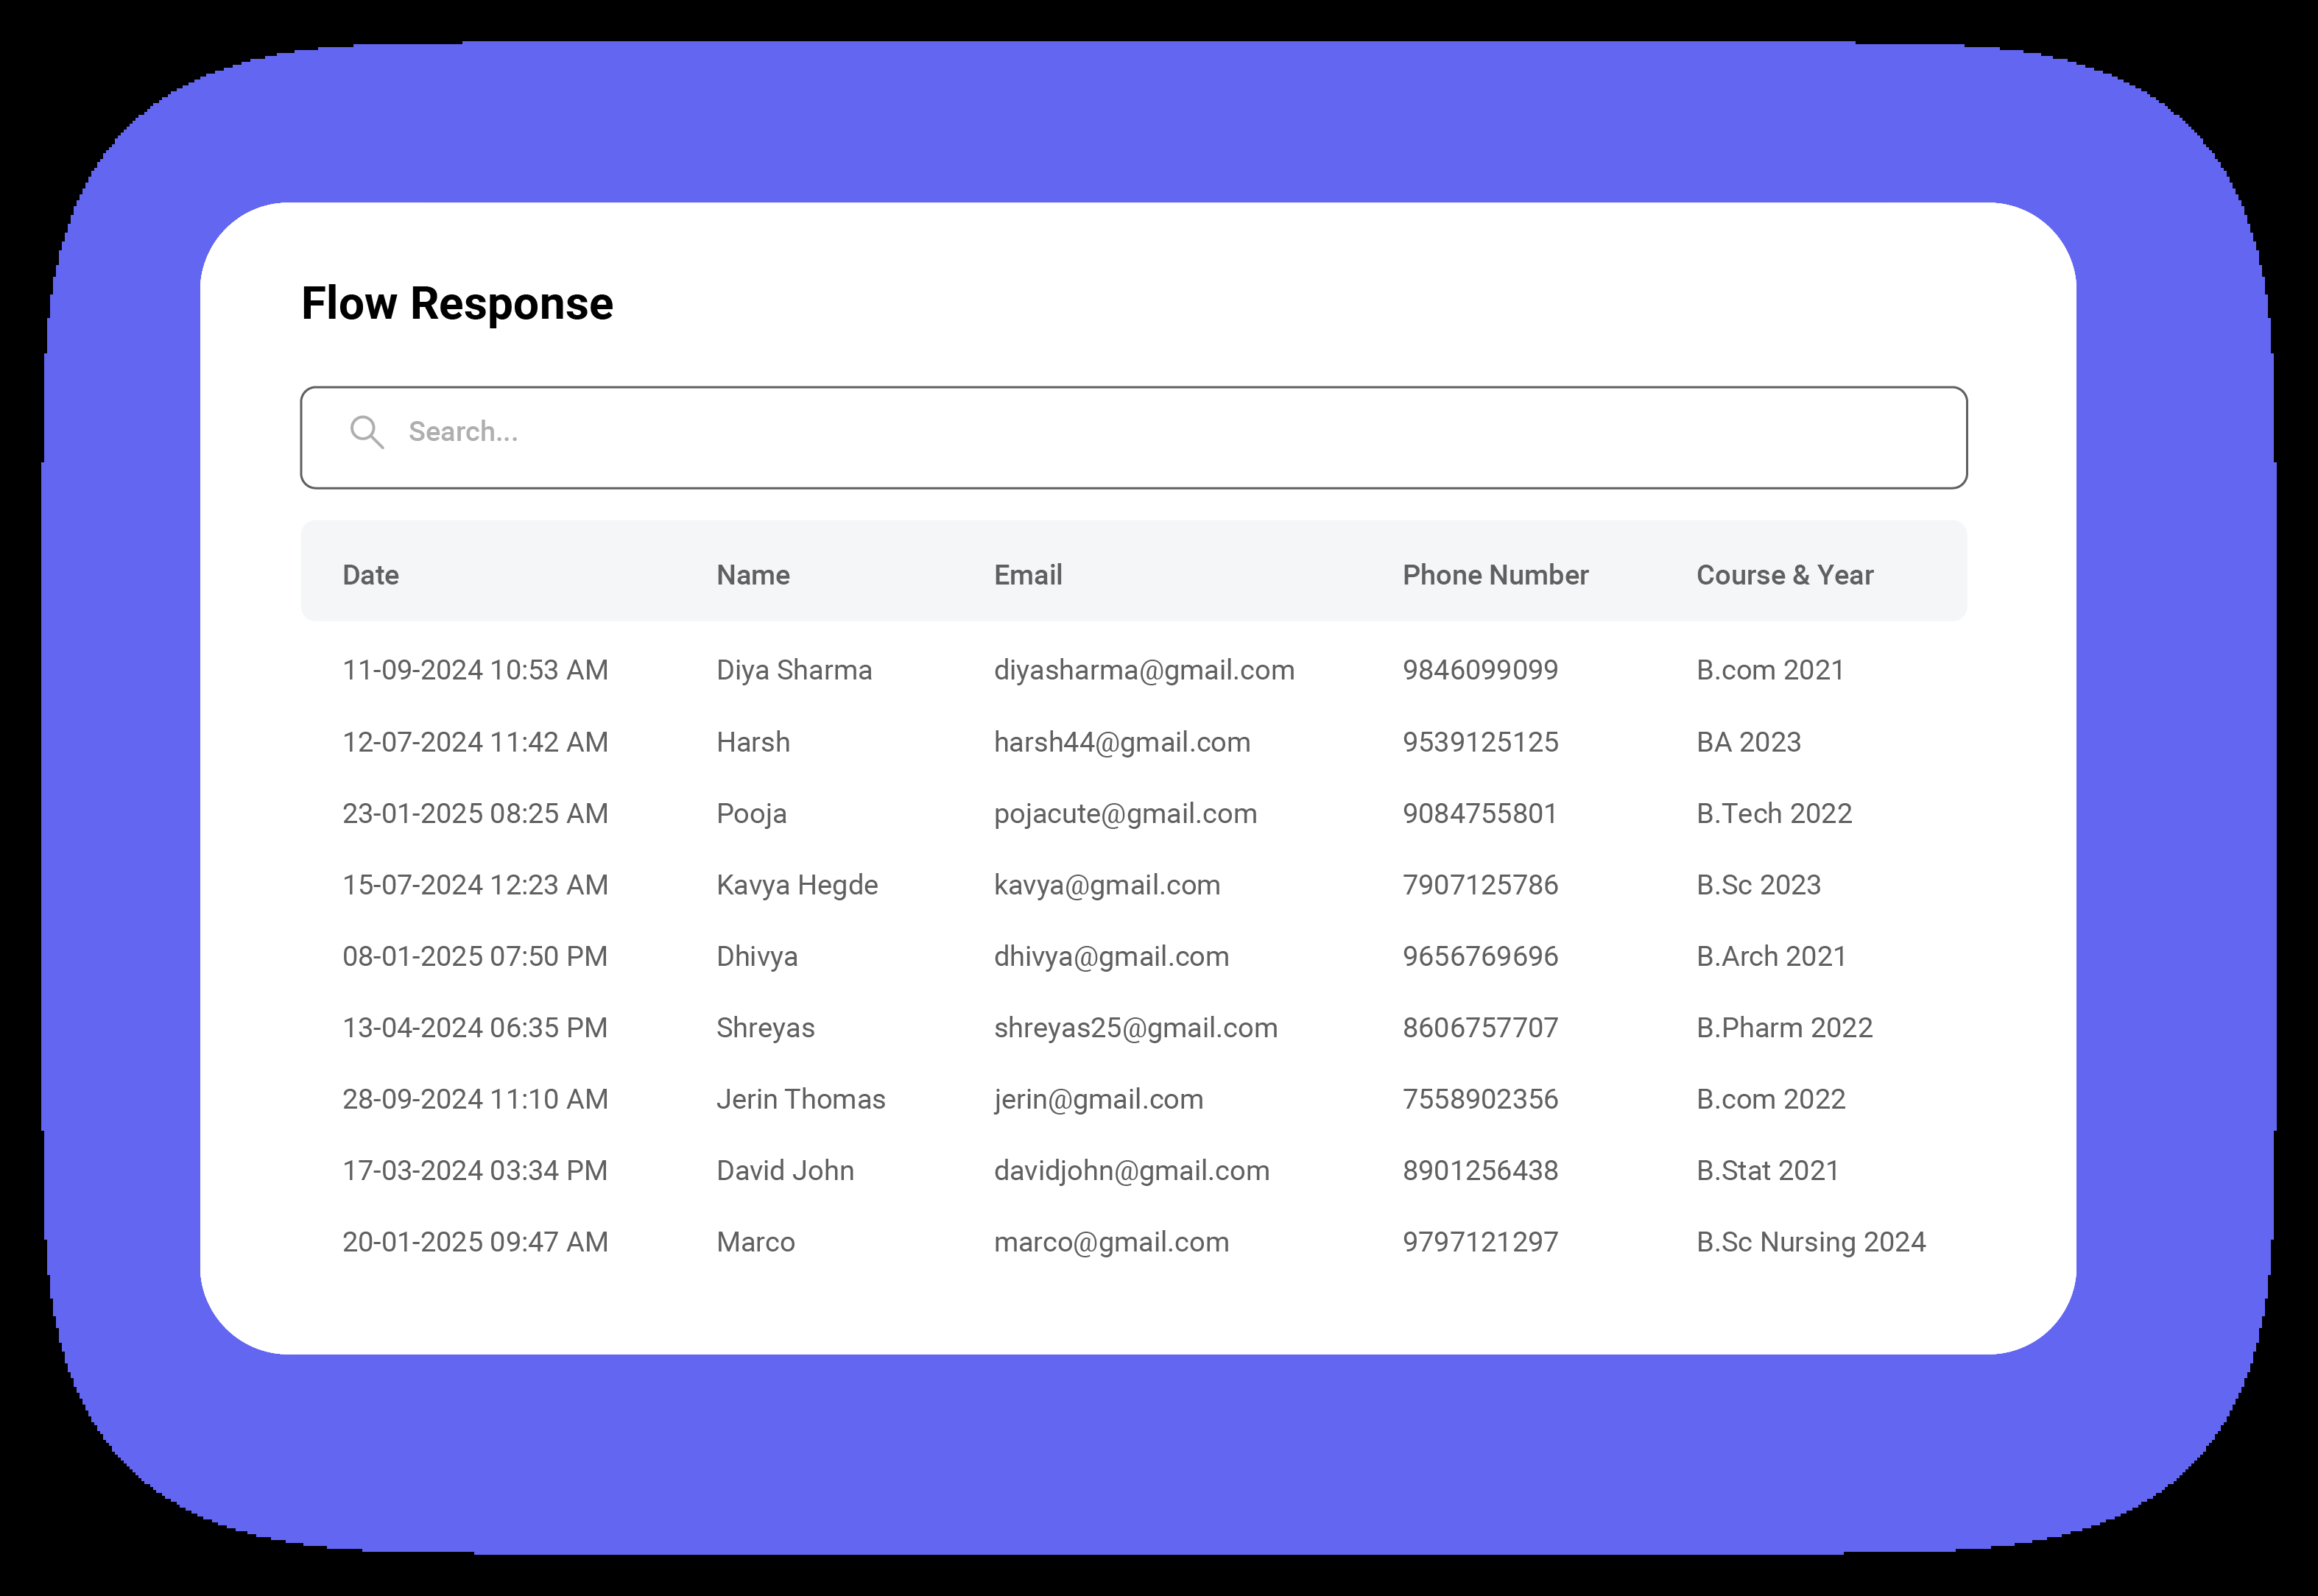 Flow Response
Search...
Date Name Email Phone Number Course & Year
11-09-2024 10:53 AM Diya Sharma diyasharma@gmail.com 9846099099 B.com 2021
12-07-2024 11:42 AM Harsh harsh44@gmail.com 9539125125 BA 2023
23-01-2025 08:25 AM Pooja pojacute@gmail.com 9084755801 B.Tech 2022
15-07-2024 12:23 AM Kavya Hegde kavya@gmail.com 7907125786 B.Sc 2023
08-01-2025 07:50 PM Dhivya dhivya@gmail.com 9656769696 B.Arch 2021
13-04-2024 06:35 PM Shreyas shreyas25@gmail.com 8606757707 B.Pharm 2022
28-09-2024 11:10 AM Jerin Thomas jerin@gmail.com 7558902356 B.com 2022
17-03-2024 03:34 PM David John davidjohn@gmail.com 8901256438 B.Stat 2021
20-01-2025 09:47 AM Marco marco@gmail.com 9797121297 B.Sc Nursing 2024